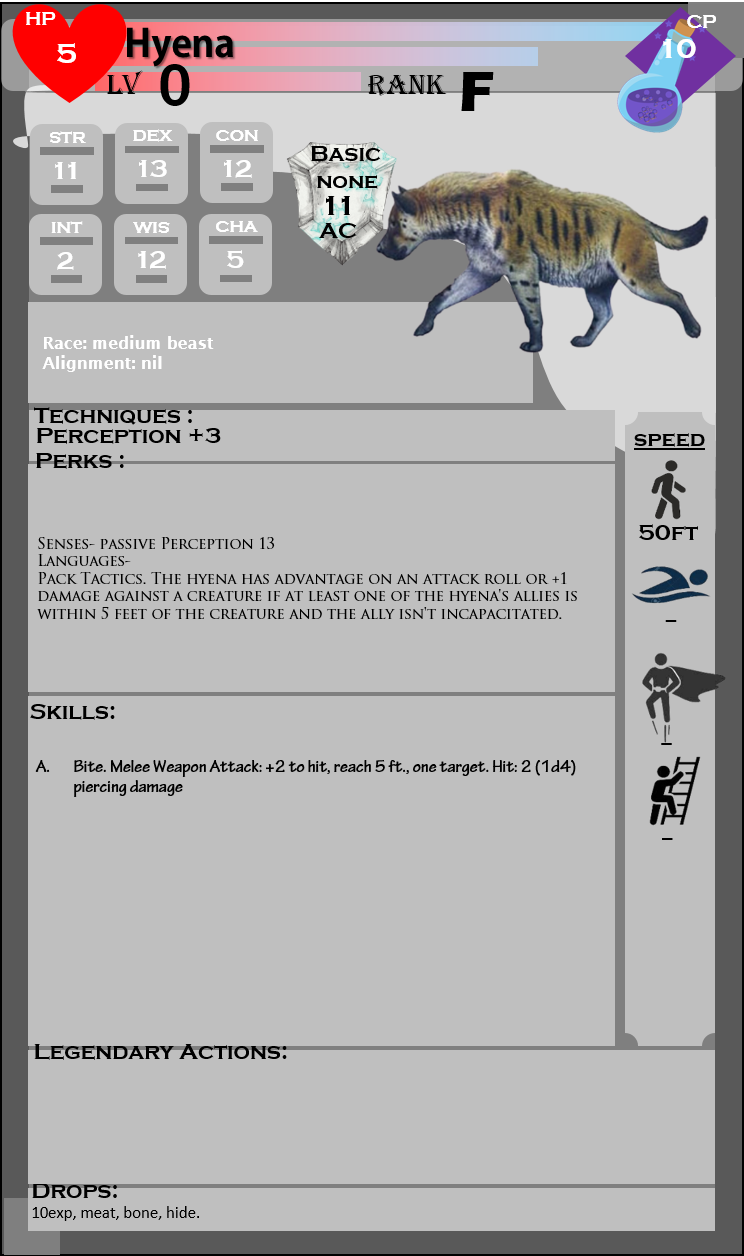 HP
5
Hyena
CP
10
LV 0
RANK F
STR
11
DEX
13
CON
12
INT
2
WIS
12
CHA
5
Basic
none
11
AC
Race: medium beast
Alignment: nil
Techniques :
Perception +3
Perks :
Senses- passive Perception 13
Languages-
Pack Tactics. The hyena has advantage on an attack roll or +1
damage against a creature if at least one of the hyena's allies is
within 5 feet of the creature and the ally isn't incapacitated.
SPEED
50FT
–
–
–
Skills:
A. Bite. Melee Weapon Attack: +2 to hit, reach 5 ft., one target. Hit: 2 (1d4)
piercing damage
Legendary Actions:
Drops:
10exp, meat, bone, hide.